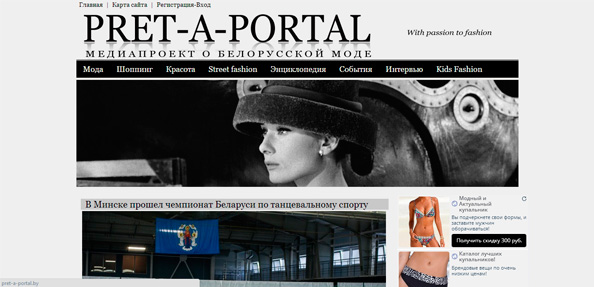 Главная | Карта сайта | Регистрация-Вход
PRET-A-PORTAL
МЕДИАПРОЕКТ О БЕЛОРУССКОЙ МОДЕ
With passion to fashion
Мода Шоппинг Красота Street fashion Энциклопедия События Интервью Kids Fashion
В Минске прошел чемпионат Беларуси по танцевальному спорту
Модный и
Актуальный
купальник
Вы подчеркнете свои формы, и
заставите мужчин
оборачиваться!
Получить скидку 300 руб.
Каталог лучших
купальников!
Брендовые вещи по очень
низким ценам!
pret-a-portal.by